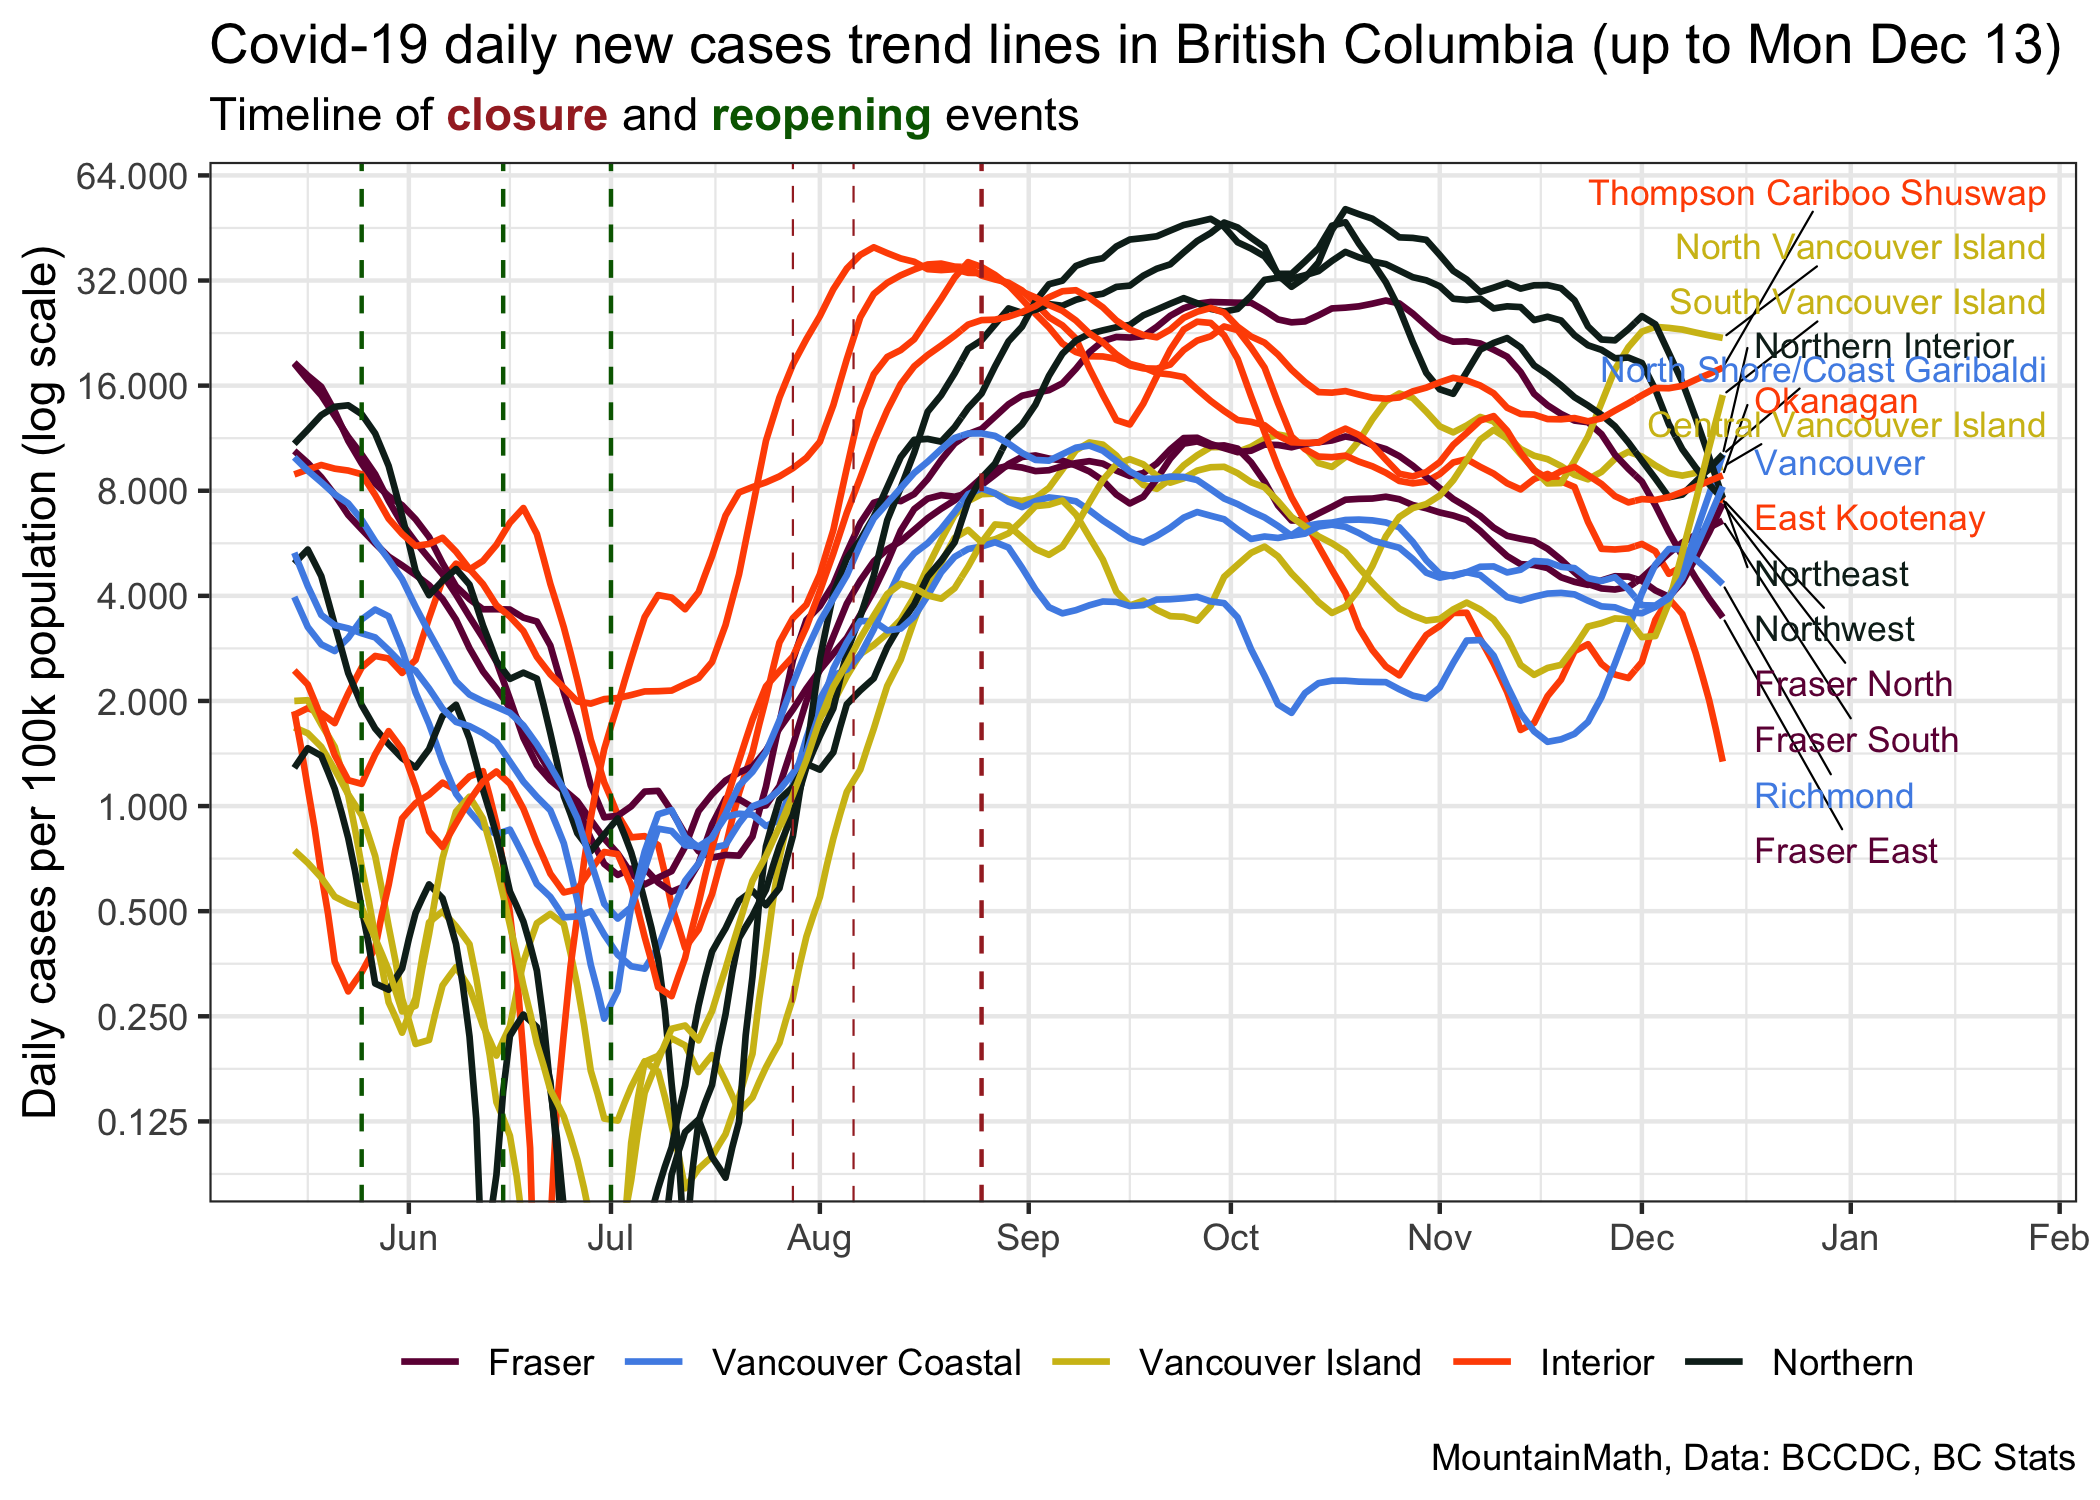 Covid-19 daily new cases trend lines in British Columbia (up to Mon Dec 13)
Timeline of closure and reopening events
Daily cases per 100k population (log scale)
64.000
32.000
16.000
8.000
4.000
2.000
1.000
0.500
0.250
0.125
Thompson Cariboo Shuswap
North Vancouver Island
South Vancouver Island
Northern Interior
North Shore/Coast Garibaldi
Okanagan
Central Vancouver Island
Vancouver
East Kootenay
Northeast
Northwest
Fraser North
Fraser South
Richmond
Fraser East
Jun Jul Aug Sep Oct Nov Dec Jan Feb
Fraser Vancouver Coastal Vancouver Island Interior Northern
MountainMath, Data: BCCDC, BC Stats